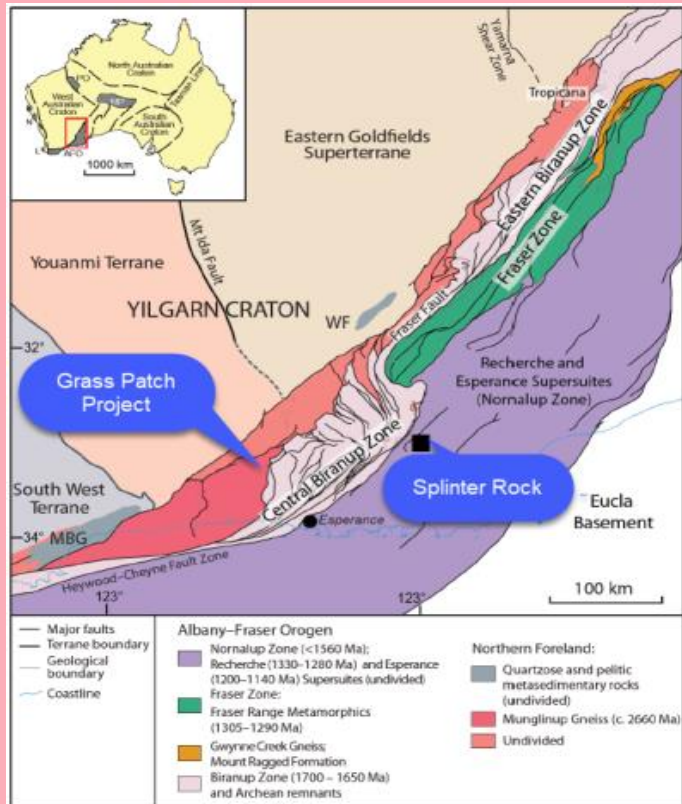 North Australian
Craton
West
Australian
Craton
South
Australian
Craton
Tasman Line
1000 km
Yamarna
Shear Zone
Tropicana
Eastern Goldfields
Superterrane
Eastern Biranup Zone
Fraser Zone
Mt Ida Fault
Youanmi Terrane
YILGARN CRATON
WF
Fraser Fault
32°
Recherche and
Esperance Supersuites
(Nornalup Zone)
Grass Patch
Project
Central Biranup Zone
Splinter Rock
South West
Terrane
Eucla
Basement
MBG
34°
Esperance
Heywood–Cheyne Fault Zone
100 km
123°
123°
Major faults
Terrane boundary
Geological
boundary
Coastline
Albany–Fraser Orogen
Nornalup Zone (<1560 Ma);
Recherche (1330–1280 Ma) and Esperance
(1200–1140 Ma) Supersuites (undivided)
Fraser Zone:
Fraser Range Metamorphics
(1305–1290 Ma)
Gwynne Creek Gneiss;
Mount Ragged Formation
Biranup Zone (1700 – 1650 Ma)
and Archean remnants
Northern Foreland:
Quartzose asnd pelitic
metasedimentary rocks
(undivided)
Munglinup Gneiss (c. 2660 Ma)
Undivided